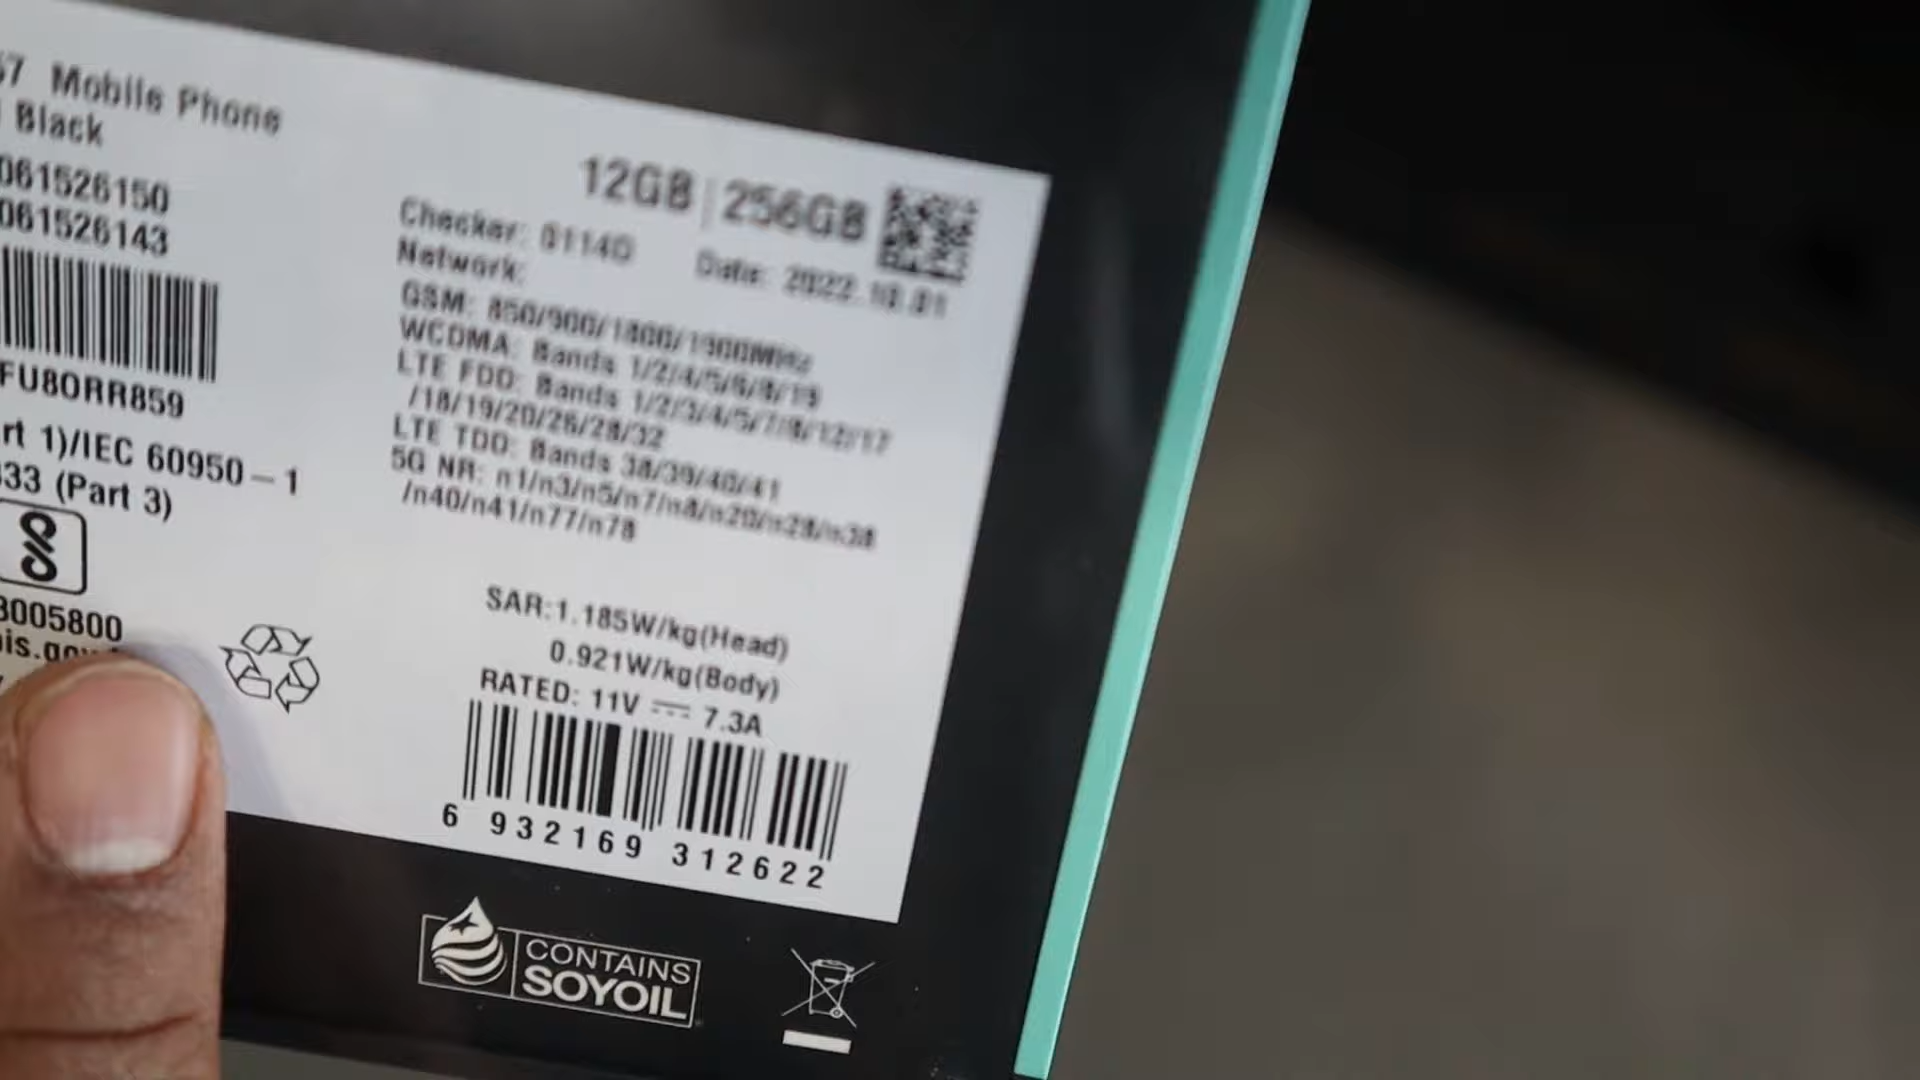 67 Mobile Phone
Black
061526150
061526143
FU8ORR859
rt 1)/IEC 60950-1
333 (Part 3)
3005800
12GB | 256GB
Checker: 01140
Date: 2022.10.01
Network:
GSM: 850/900/1800/1900MHz
WCDMA: Bands 1/2/4/5/6/8/19
LTE FDD: Bands 1/2/3/4/5/7/8/12/17
/18/19/20/26/28/32
LTE TDD: Bands 38/39/40/41
5G NR: n1/n3/n5/n7/n8/n20/n28/n38
/n40/n41/n77/n78
SAR:1.185W/kg(Head)
0.921W/kg(Body)
RATED: 11V ⎓ 7.3A
6 932169 312622
CONTAINS
SOYOIL